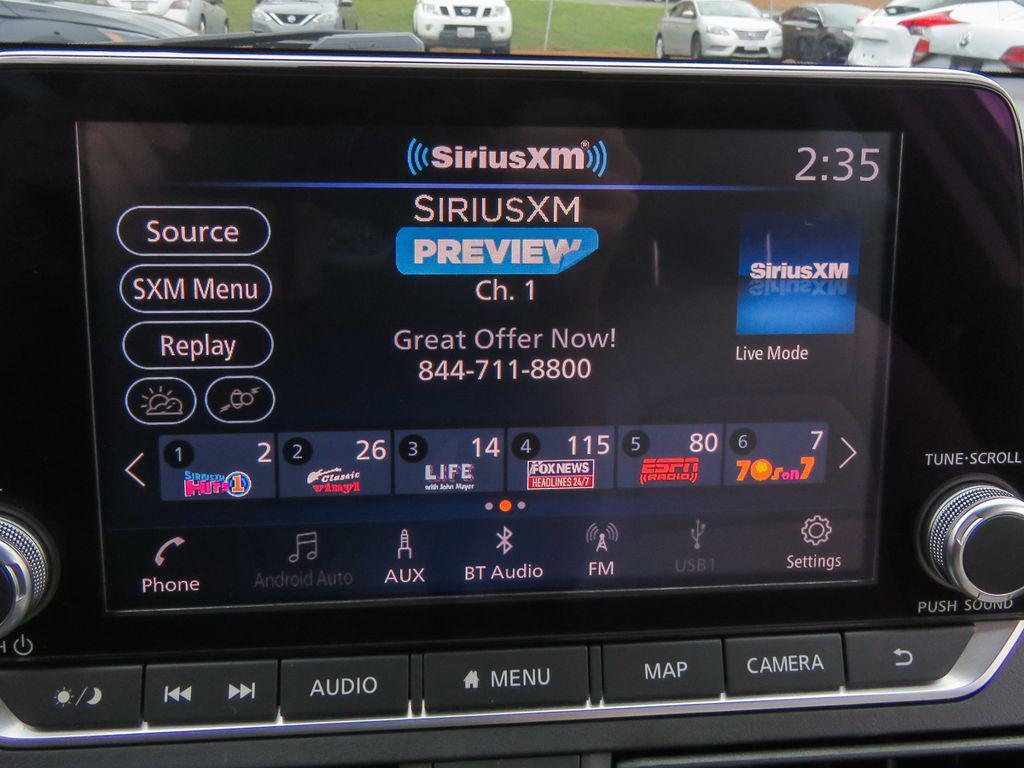 SiriusXM®
2:35
SIRIUSXM
PREVIEW
Ch. 1
Source
SXM Menu
Replay
Great Offer Now!
844-711-8800
SiriusXM
Live Mode
1 2
SIRIUSXM HITS 1
2 26
Classic Vinyl
3 14
LIFE
with John Mayer
4 115
FOX NEWS
HEADLINES 24/7
5 80
ESPN
RADIO
6 7
70s on 7
Phone
Android Auto
AUX
BT Audio
FM
USB1
Settings
TUNE·SCROLL
PUSH SOUND
H
AUDIO
MENU
MAP
CAMERA